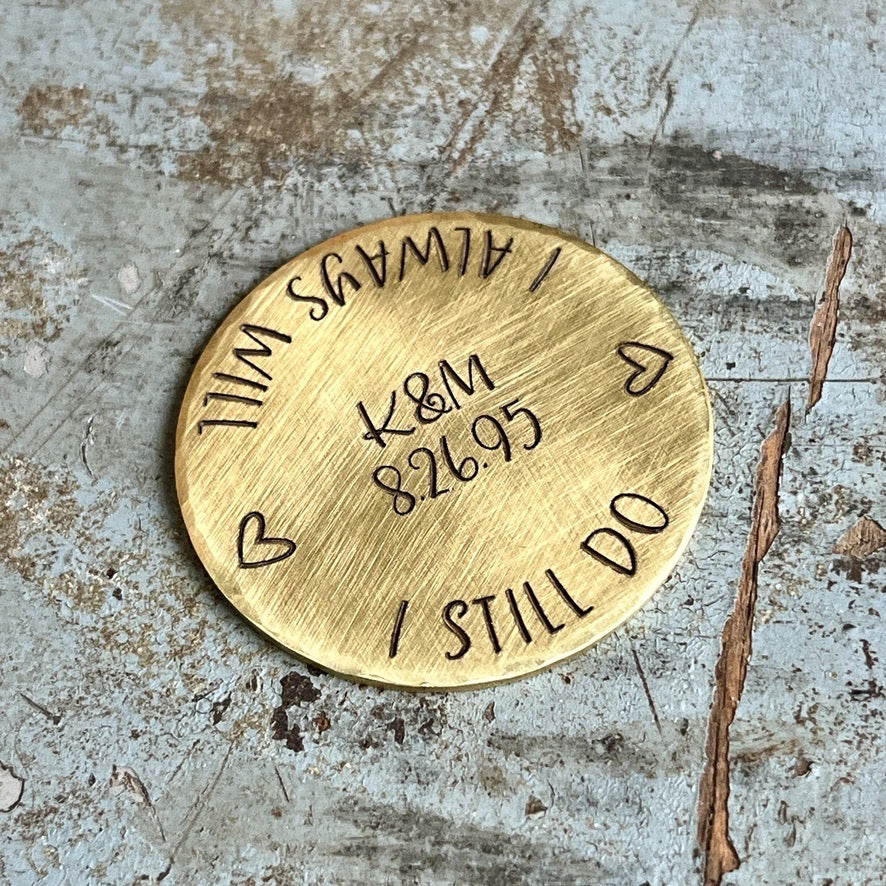 I STILL DO
I ALWAYS WILL
K&M
8.26.95